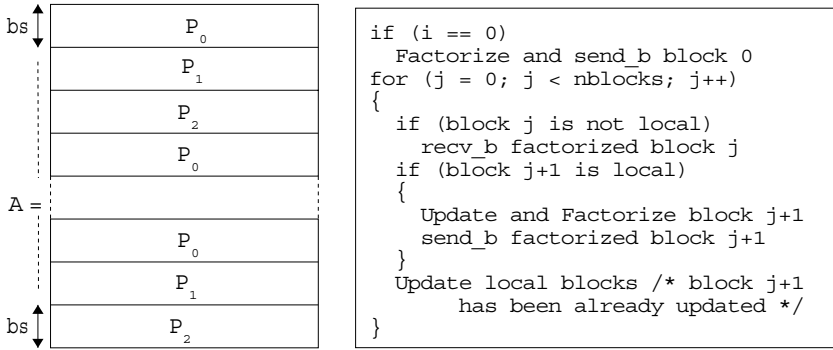 bs
P0
P1
P2
P0
A =
P0
P1
bs
P2
if (i == 0)
Factorize and send_b block 0
for (j = 0; j < nblocks; j++)
{
if (block j is not local)
recv_b factorized block j
if (block j+1 is local)
{
Update and Factorize block j+1
send_b factorized block j+1
}
Update local blocks /* block j+1
has been already updated */
}